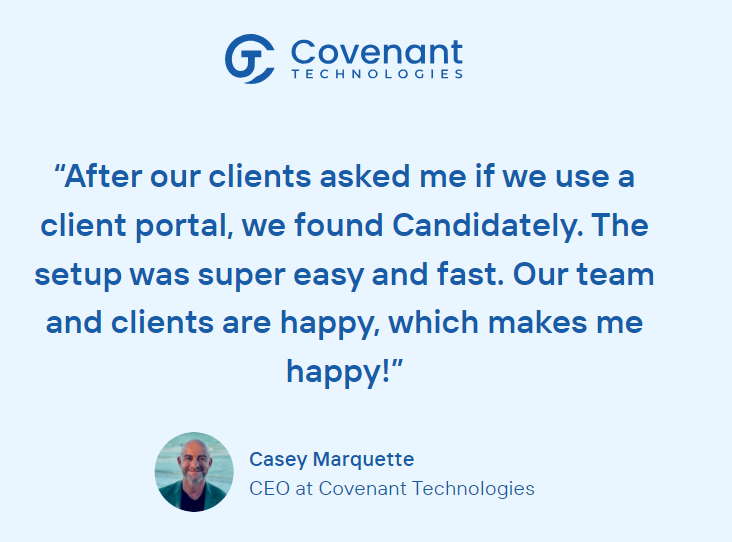 Covenant
TECHNOLOGIES
“After our clients asked me if we use a
client portal, we found Candidately. The
setup was super easy and fast. Our team
and clients are happy, which makes me
happy!”
Casey Marquette
CEO at Covenant Technologies